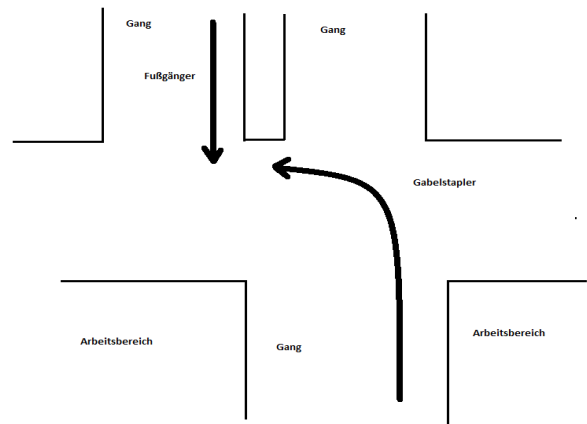 Gang
Gang
Fußgänger
Gabelstapler
Arbeitsbereich
Gang
Arbeitsbereich